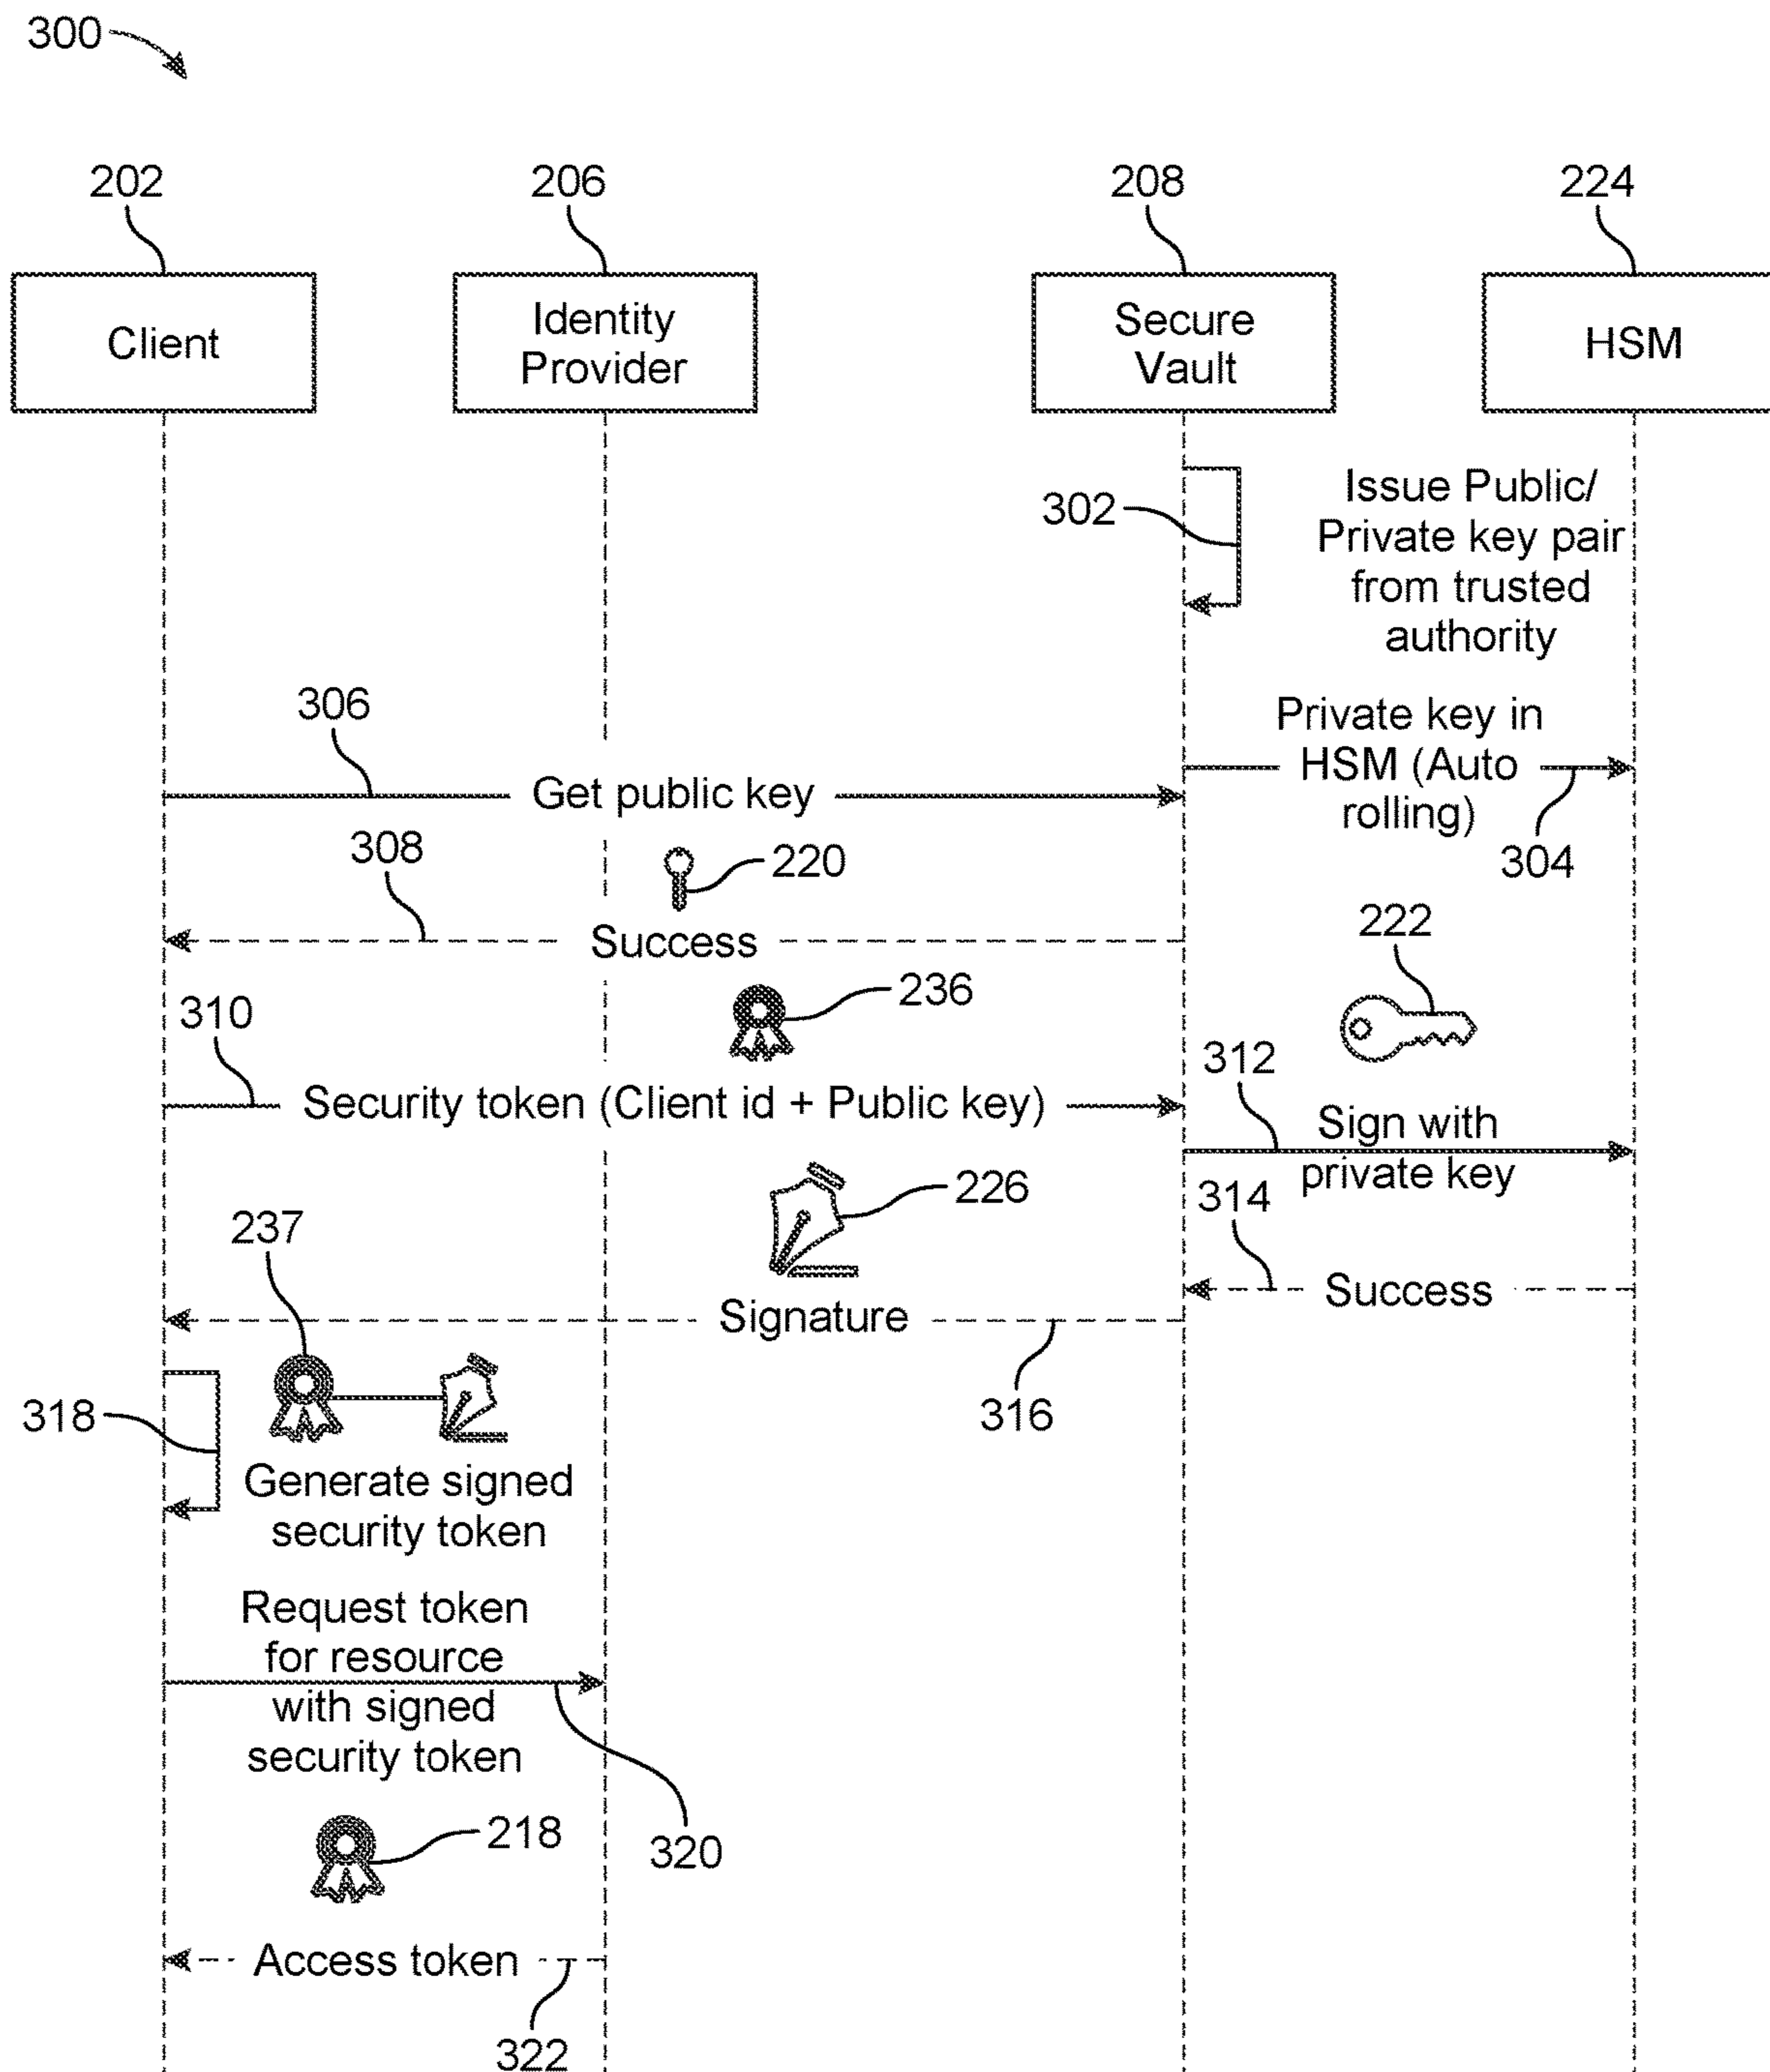 300
202
206
208
224
Client
Identity
Provider
Secure
Vault
HSM
302
Issue Public/
Private key pair
from trusted
authority
306
Private key in
HSM (Auto
rolling)
304
Get public key
308
220
Success
222
236
310
312
Security token (Client id + Public key)
Sign with
private key
226
314
237
Success
Signature
316
318
Generate signed
security token
Request token
for resource
with signed
security token
218
320
Access token
322